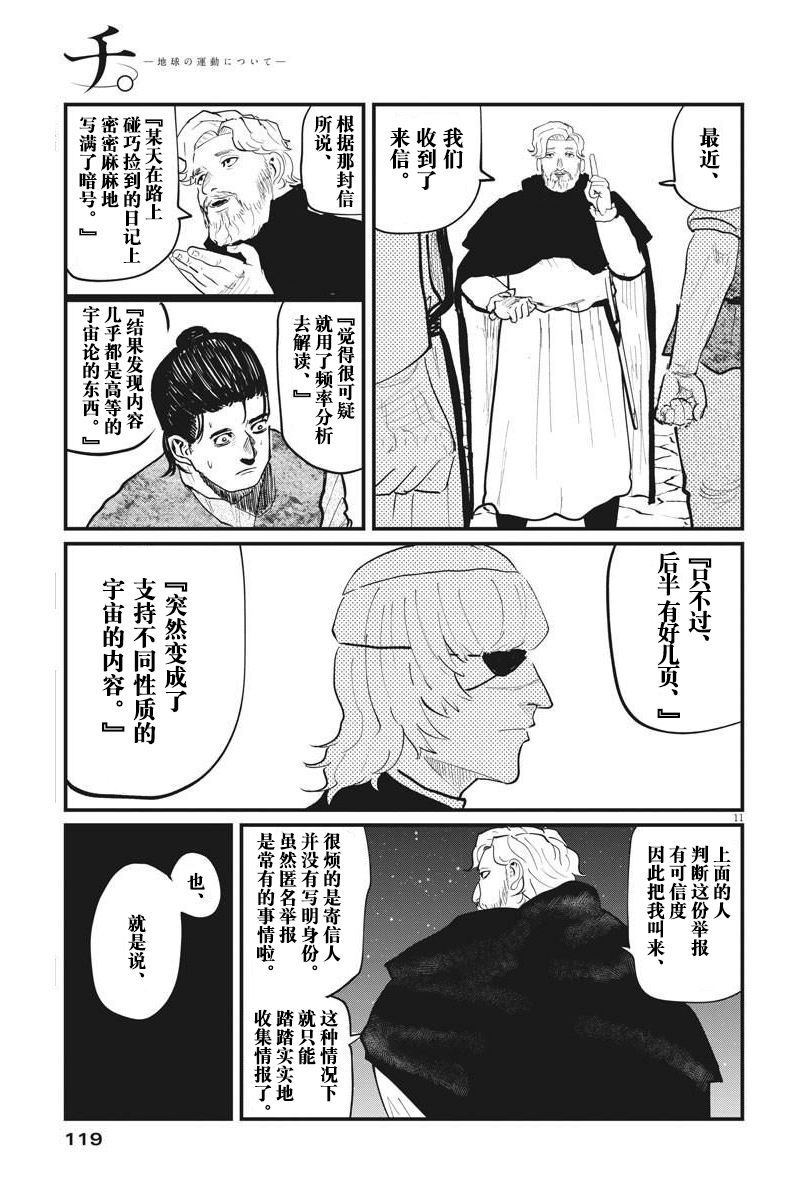 チ。
—地球の運動について—
最近、
我们
收到了
来信。
根据那封信
所说、
『某天在路上
碰巧捡到的日记上
密密麻麻地
写满了暗号。』
『觉得很可疑
就用了频率分析
去解读、』
『结果发现内容
几乎都是高等的
宇宙论的东西。』
『只不过、
后半有好几页、』
『突然变成了
支持不同性质的
宇宙的内容。』
11
上面的人
判断这份举报
有可信度
因此把我叫来、
很烦的是寄信人
并没有写明身份。
虽然匿名举报
是常有的事情啦。
这种情况下
就只能
踏踏实实地
收集情报了。
也、
就是说、
119